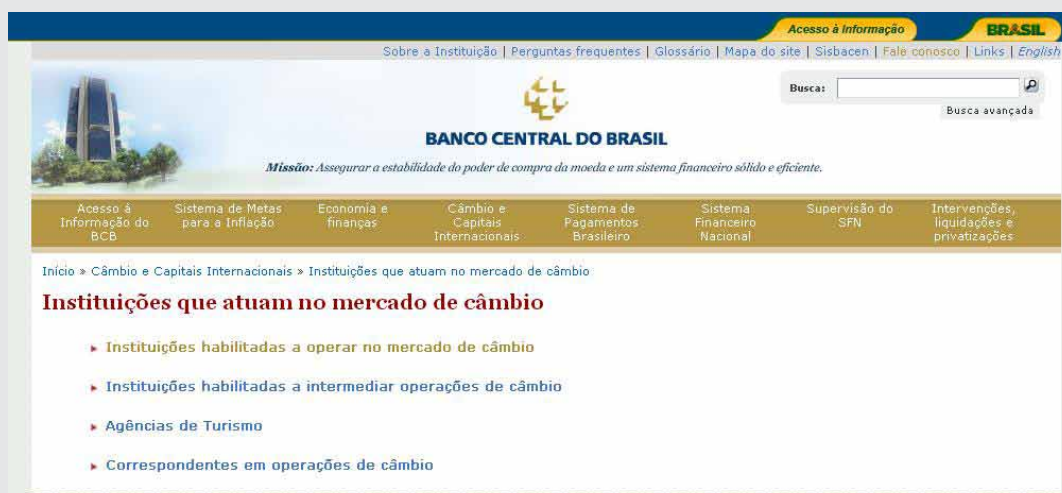 Acesso à Informação BRASIL
Sobre a Instituição | Perguntas frequentes | Glossário | Mapa do site | Sisbacen | Fale conosco | Links | English
Busca:
Busca avançada
BANCO CENTRAL DO BRASIL
Missão: Assegurar a estabilidade do poder de compra da moeda e um sistema financeiro sólido e eficiente.
Acesso à Informação do BCB
Sistema de Metas para a Inflação
Economia e finanças
Câmbio e Capitais Internacionais
Sistema de Pagamentos Brasileiro
Sistema Financeiro Nacional
Supervisão do SFN
Intervenções, liquidações e privatizações
Início » Câmbio e Capitais Internacionais » Instituições que atuam no mercado de câmbio
Instituições que atuam no mercado de câmbio
Instituições habilitadas a operar no mercado de câmbio
Instituições habilitadas a intermediar operações de câmbio
Agências de Turismo
Correspondentes em operações de câmbio